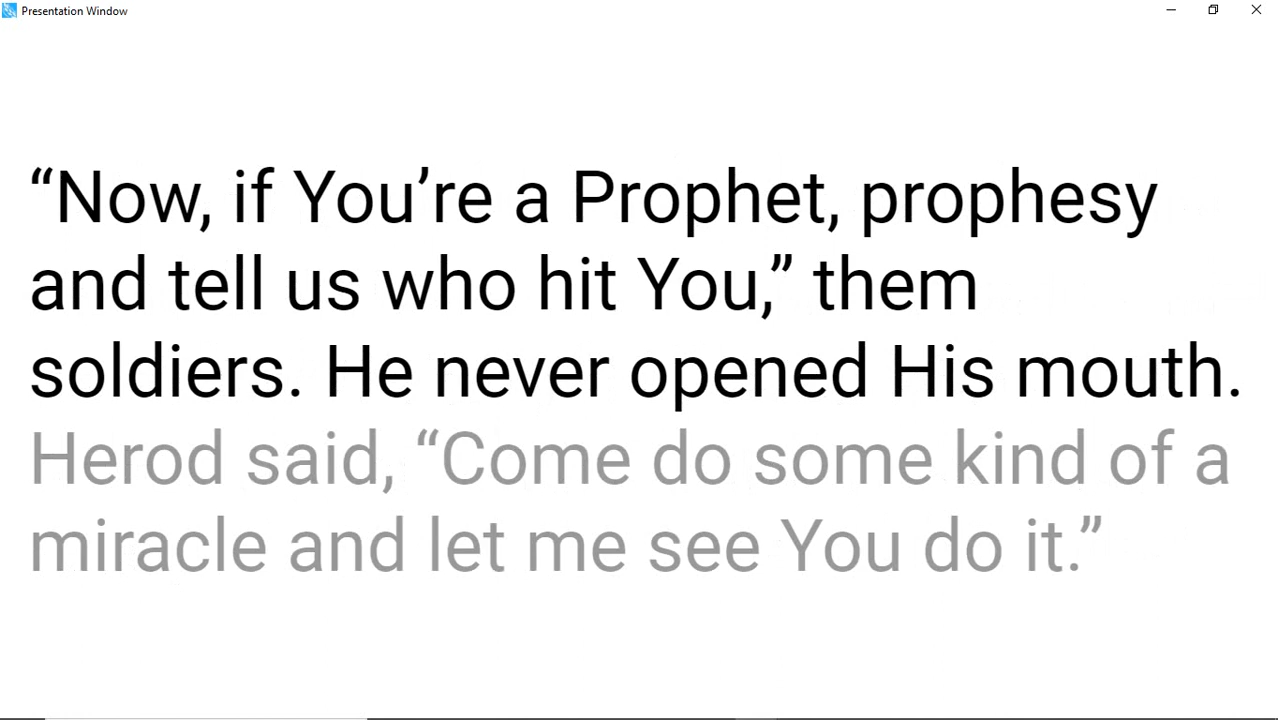 Presentation Window
“Now, if You’re a Prophet, prophesy
and tell us who hit You,” them
soldiers. He never opened His mouth.
Herod said, “Come do some kind of a
miracle and let me see You do it.”